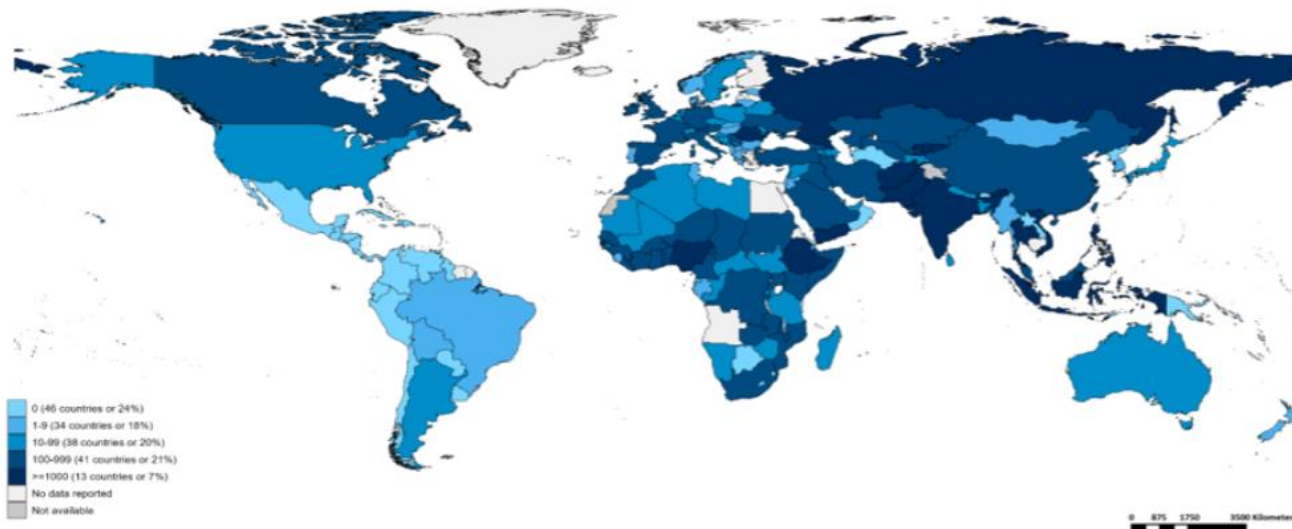 0 (46 countries or 24%)
1-9 (34 countries or 18%)
10-99 (38 countries or 20%)
100-999 (41 countries or 21%)
>=1000 (13 countries or 7%)
No data reported
Not available
0 875 1750 3500 Kilometers